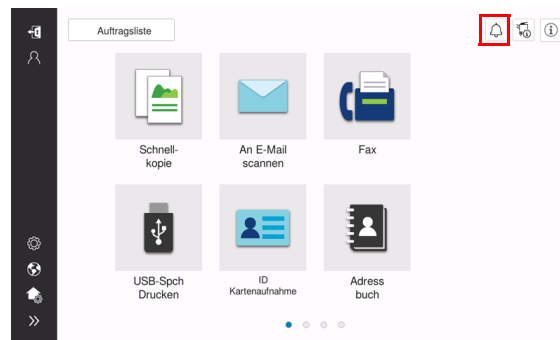 Auftragsliste
Schnell-
kopie
An E-Mail
scannen
Fax
USB-Spch
Drucken
ID
Kartenaufnahme
Adress
buch